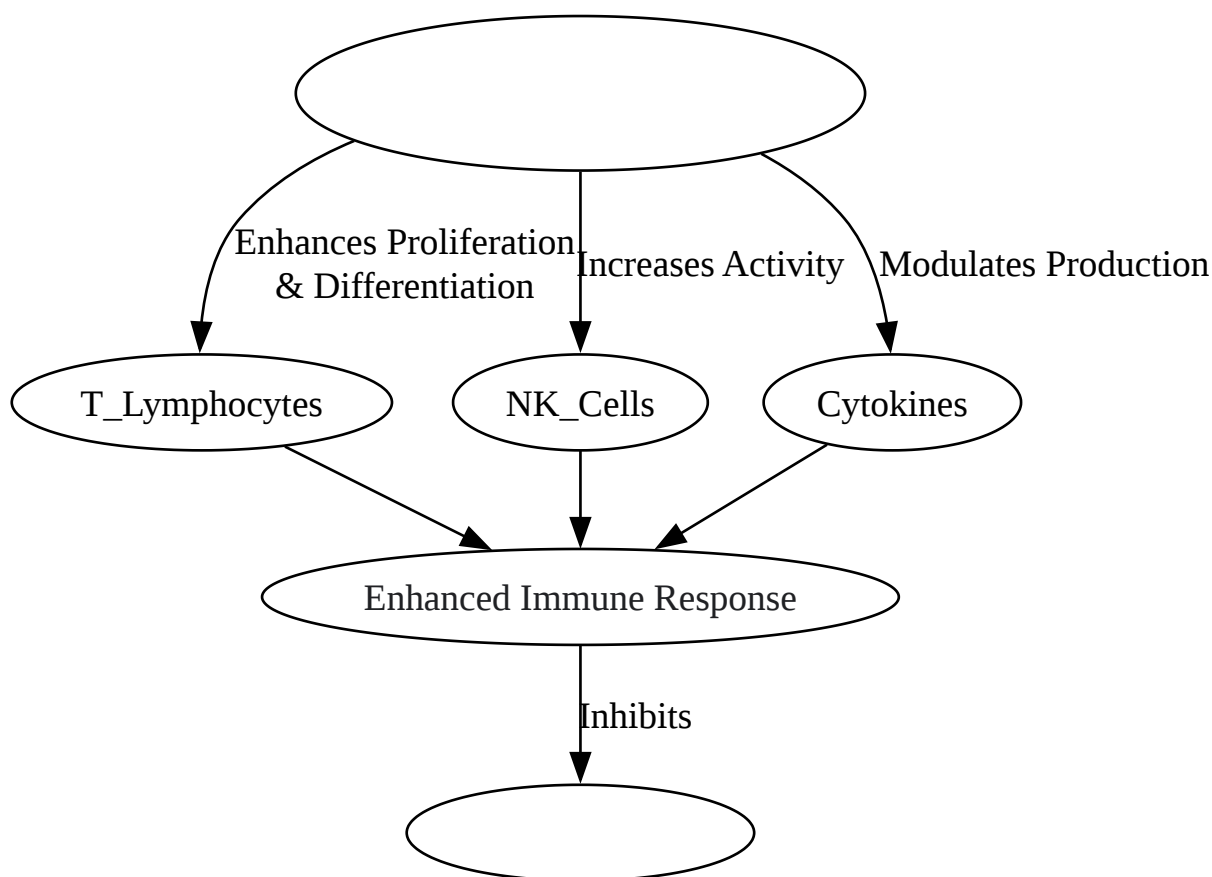 Enhances Proliferation
& Differentiation
Increases Activity
Modulates Production
T_Lymphocytes
NK_Cells
Cytokines
Enhanced Immune Response
Inhibits